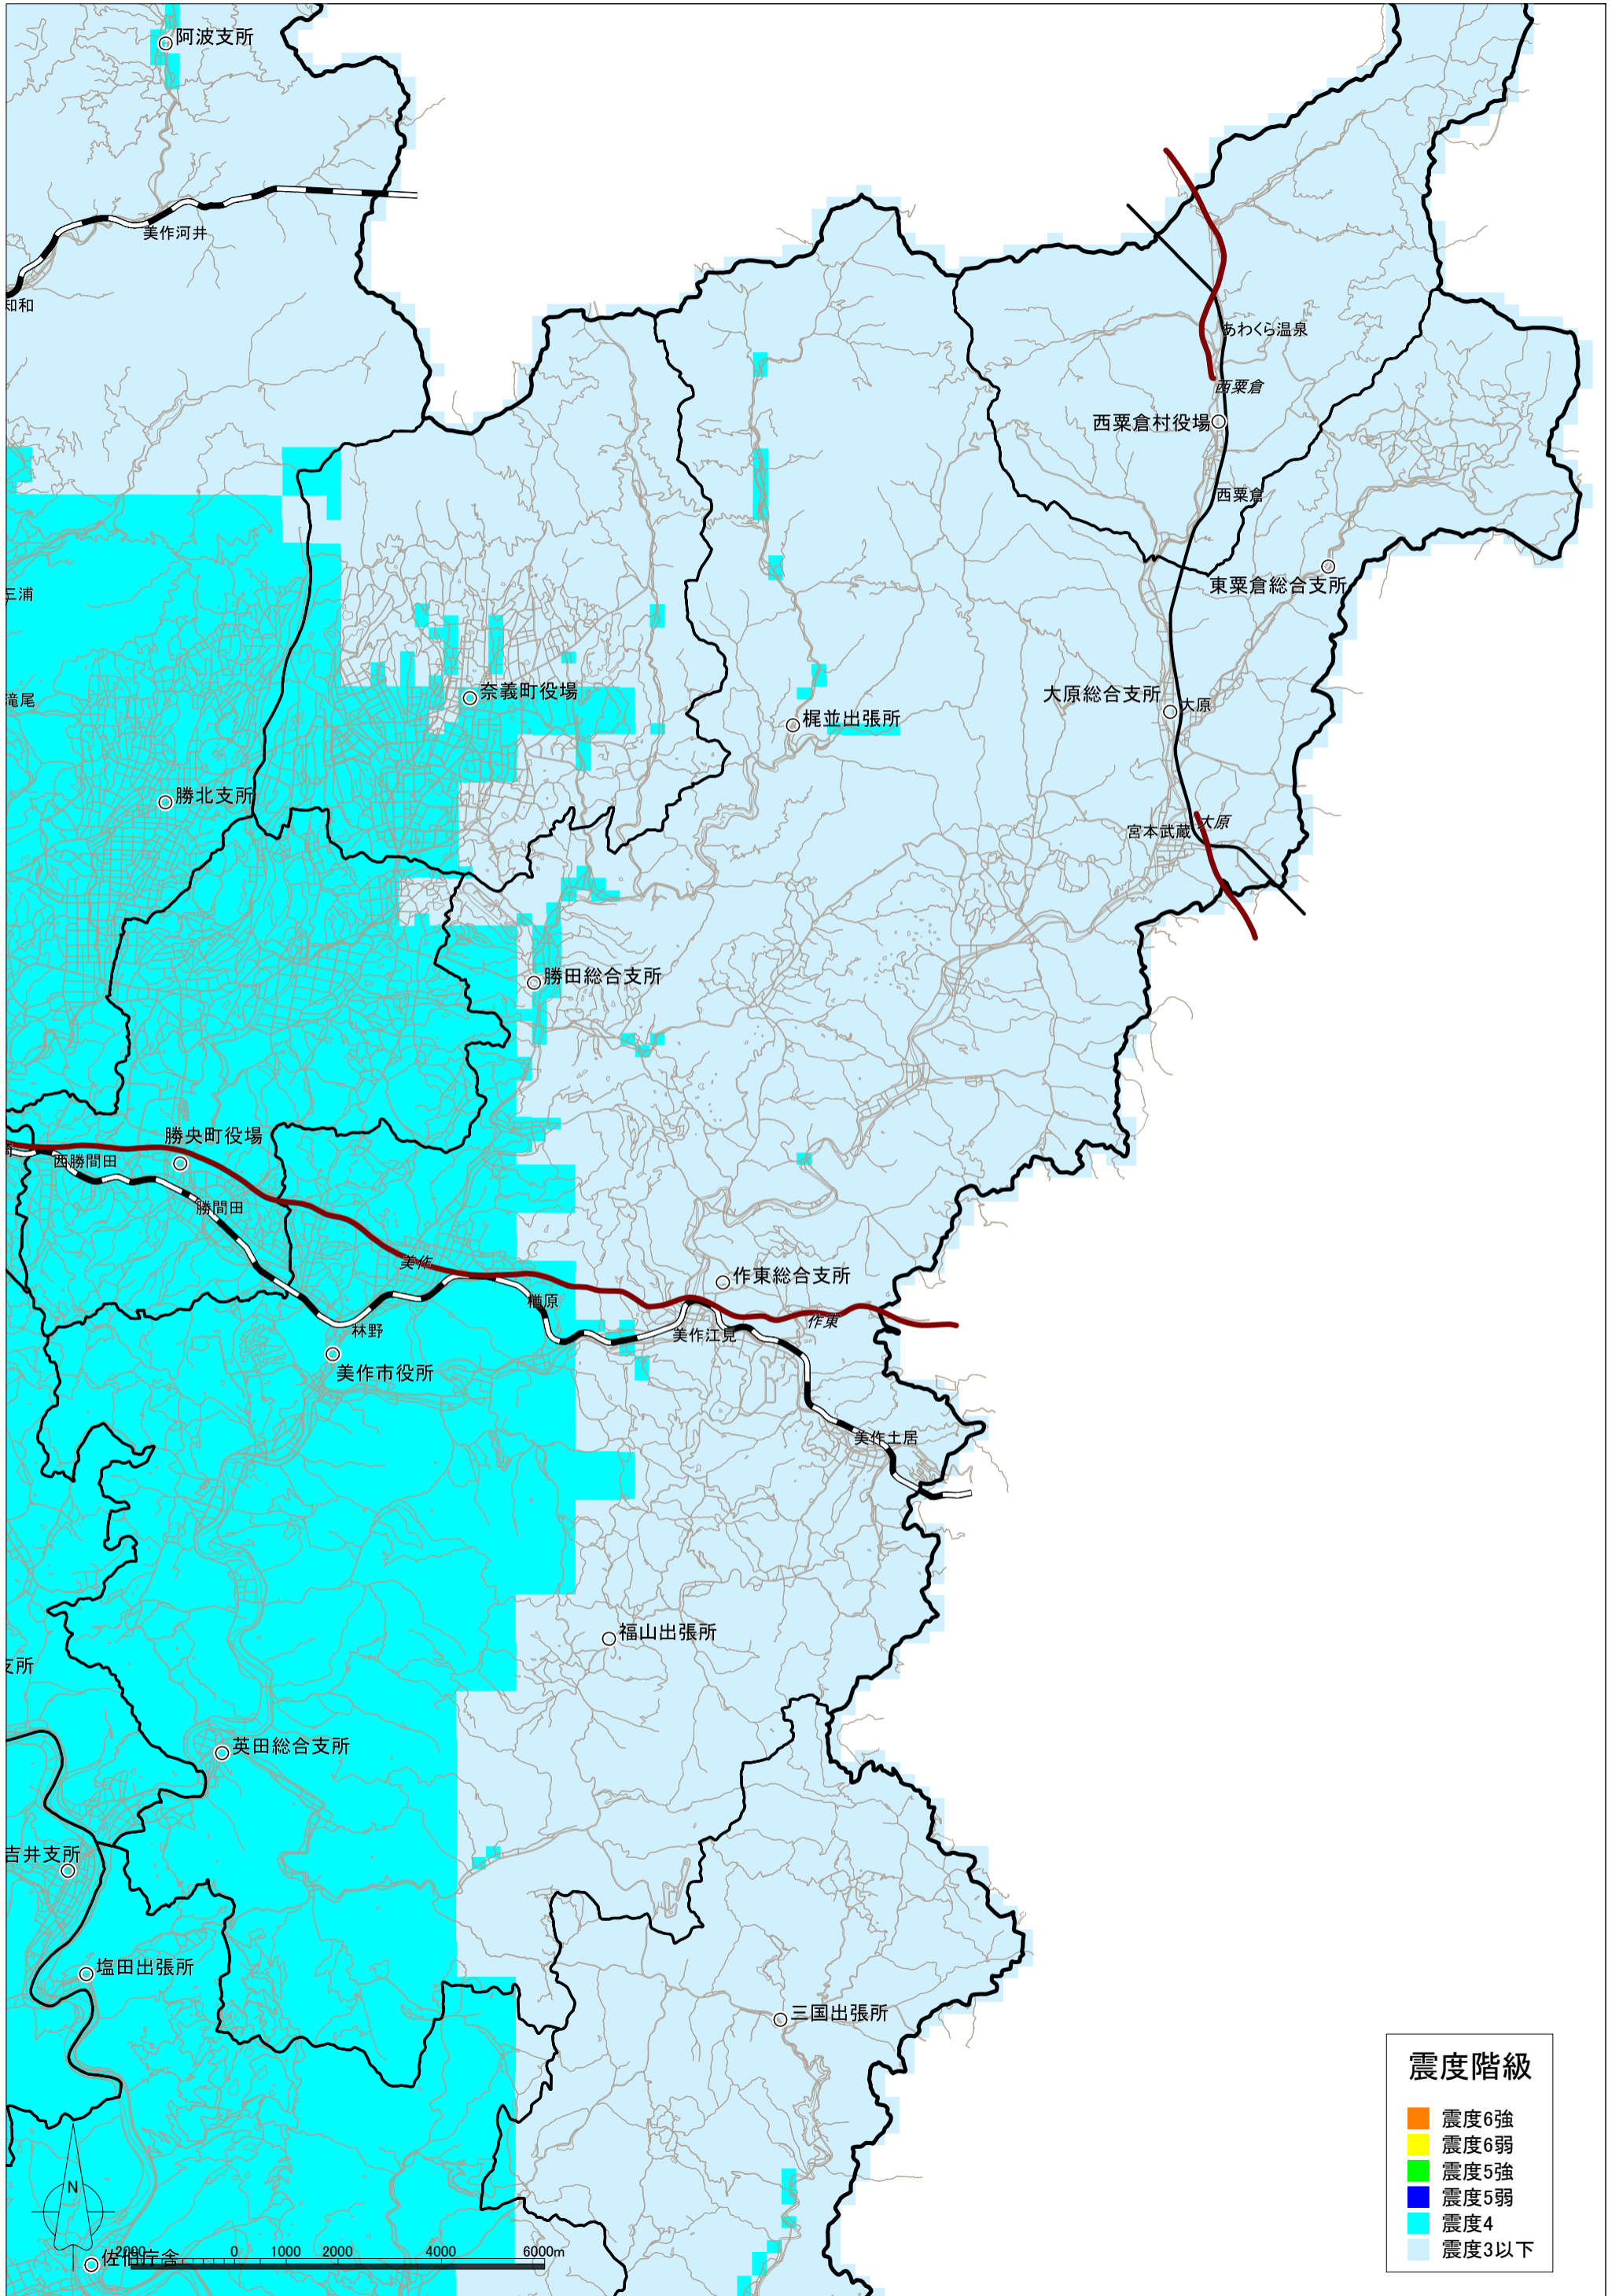 阿波支所
美作河井
知和
あわくら温泉
西粟倉
西粟倉村役場
西粟倉
東粟倉総合支所
三浦
滝尾
奈義町役場
大原総合支所
大原
梶並出張所
勝北支所
大原
宮本武蔵
勝田総合支所
勝央町役場
西勝間田
勝間田
美作
作東総合支所
楢原
林野
美作江見
作東
美作市役所
美作土居
福山出張所
支所
英田総合支所
吉井支所
塩田出張所
三国出張所
N
佐伯庁舎
2000 0 1000 2000 4000 6000m
震度階級
震度6強
震度6弱
震度5強
震度5弱
震度4
震度3以下